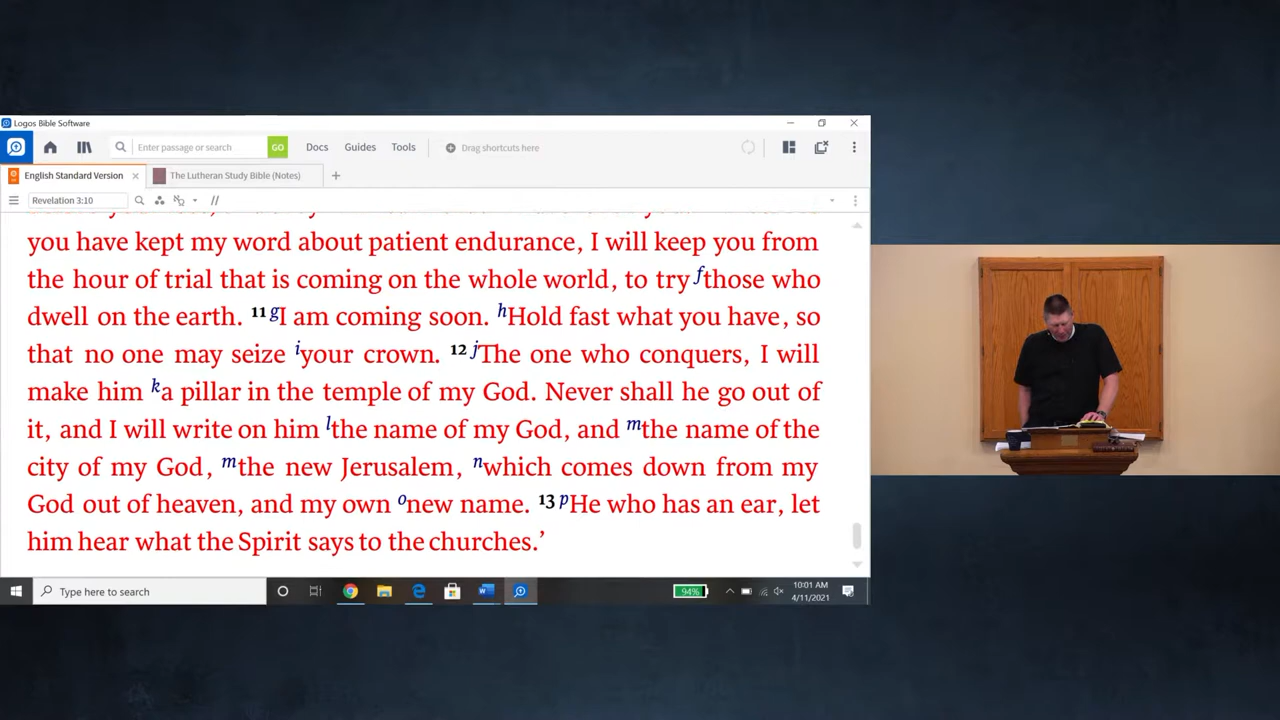 Logos Bible Software
Enter passage or search GO Docs Guides Tools Drag shortcuts here
English Standard Version The Lutheran Study Bible (Notes)
Revelation 3:10 //
you have kept my word about patient endurance, I will keep you from
the hour of trial that is coming on the whole world, to try f those who
dwell on the earth. 11 g I am coming soon. h Hold fast what you have, so
that no one may seize i your crown. 12 j The one who conquers, I will
make him k a pillar in the temple of my God. Never shall he go out of
it, and I will write on him l the name of my God, and m the name of the
city of my God, m the new Jerusalem, n which comes down from my
God out of heaven, and my own o new name. 13 p He who has an ear, let
him hear what the Spirit says to the churches.’
Type here to search 94% 10:01 AM
4/11/2021